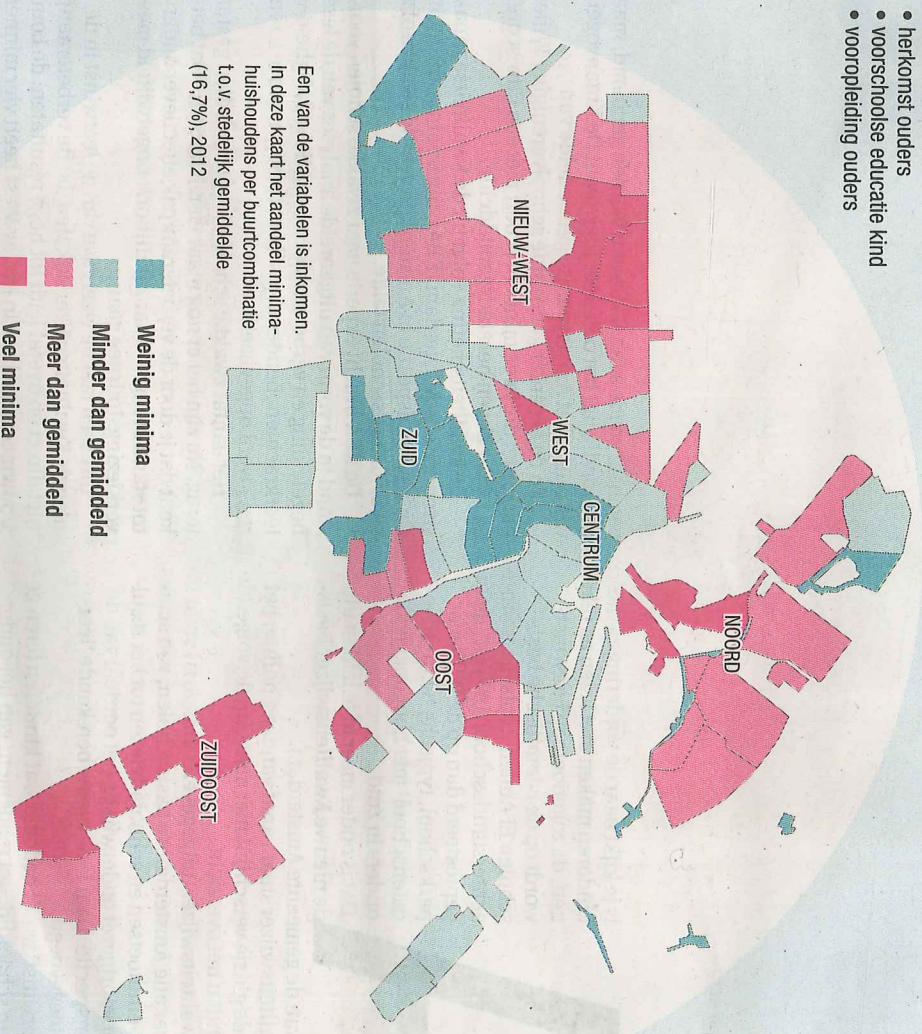 • herkomst ouders
• voorschoolse educatie kind
• vooropleiding ouders
Een van de variabelen is inkomen.
In deze kaart het aandeel minima-
huishoudens per buurtcombinatie
t.o.v. stedelijk gemiddelde
(16,7%), 2012
NIEUW-WEST
WEST
CENTRUM
NOORD
ZUID
OOST
ZUIDOOST
Weinig minima
Minder dan gemiddeld
Meer dan gemiddeld
Veel minima